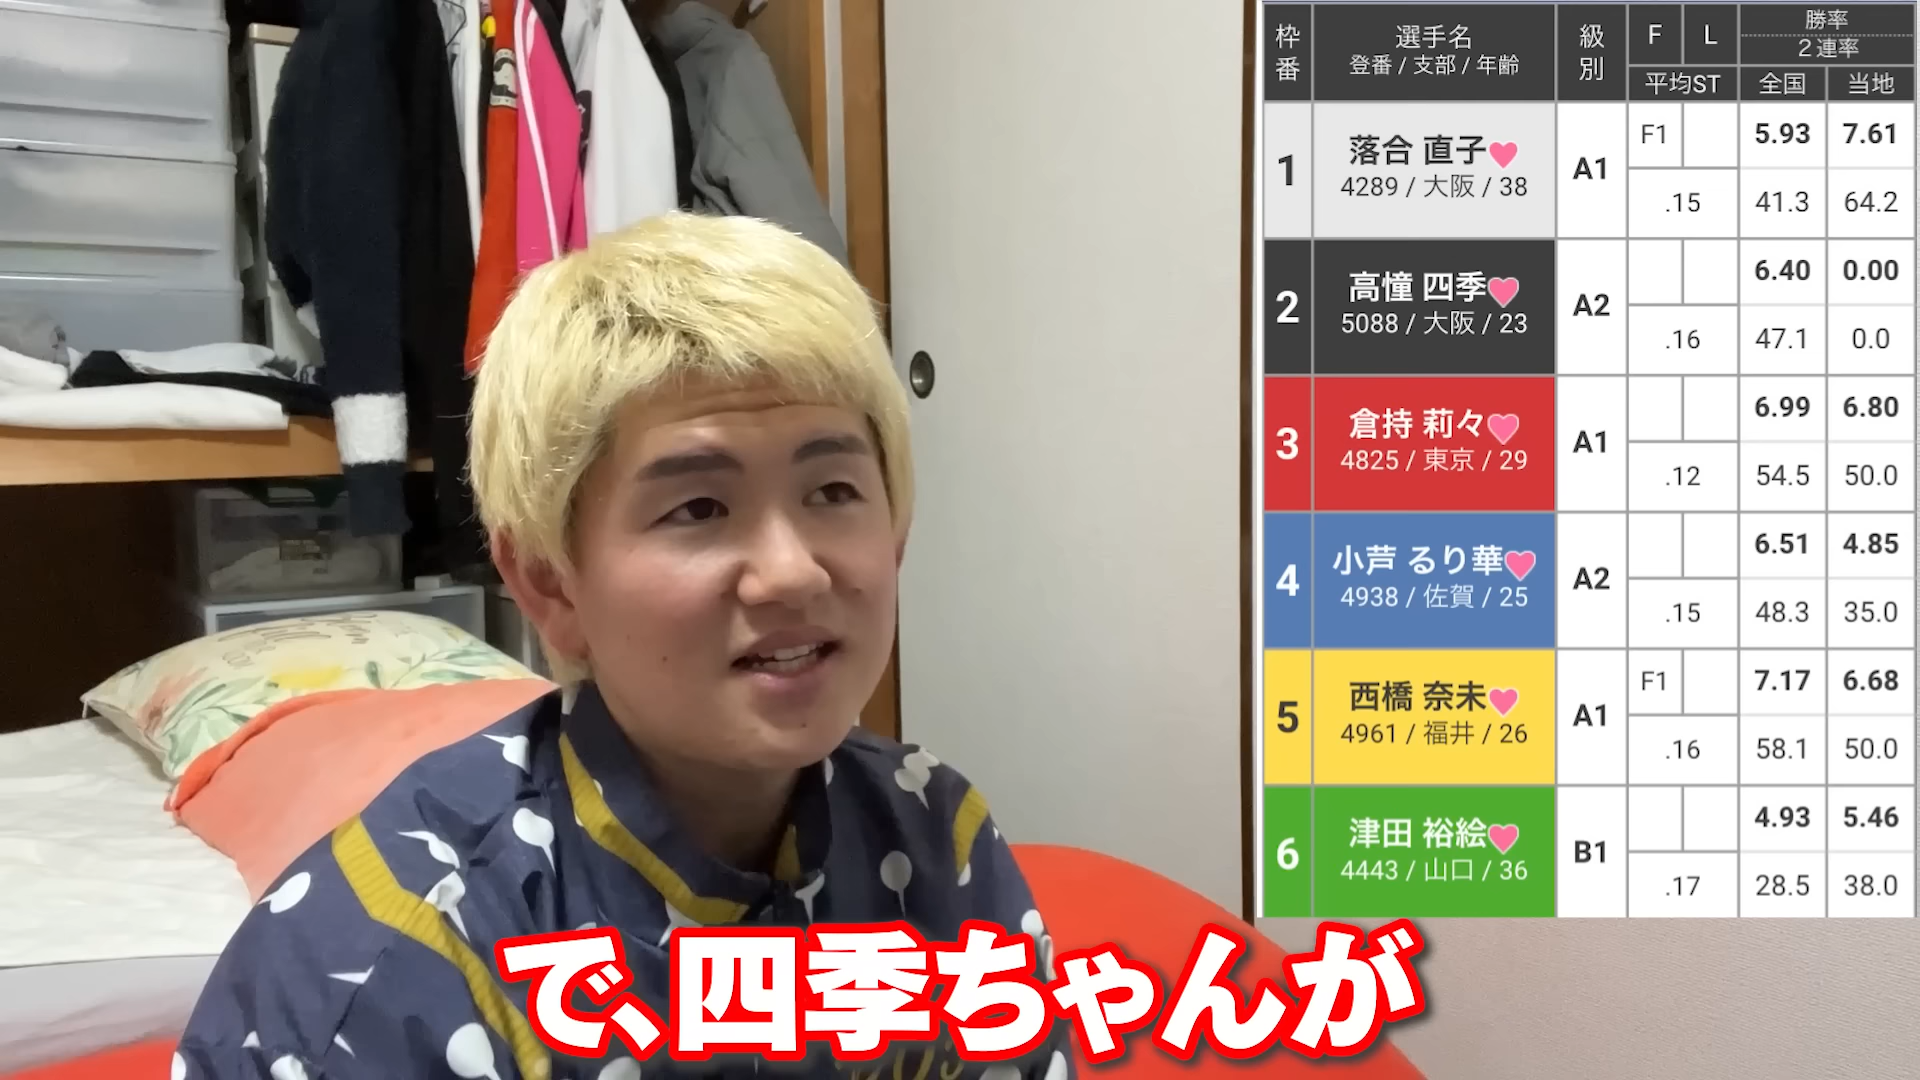 枠番
選手名
登番 / 支部 / 年齢
級別
F
L
平均ST
勝率
2連率
全国
当地
1
落合 直子
4289 / 大阪 / 38
A1
F1
.15
5.93
7.61
41.3
64.2
2
高憧 四季
5088 / 大阪 / 23
A2
.16
6.40
0.00
47.1
0.0
3
倉持 莉々
4825 / 東京 / 29
A1
.12
6.99
6.80
54.5
50.0
4
小芦 るり華
4938 / 佐賀 / 25
A2
.15
6.51
4.85
48.3
35.0
5
西橋 奈未
4961 / 福井 / 26
A1
F1
.16
7.17
6.68
58.1
50.0
6
津田 裕絵
4443 / 山口 / 36
B1
.17
4.93
5.46
28.5
38.0
で、四季ちゃんが